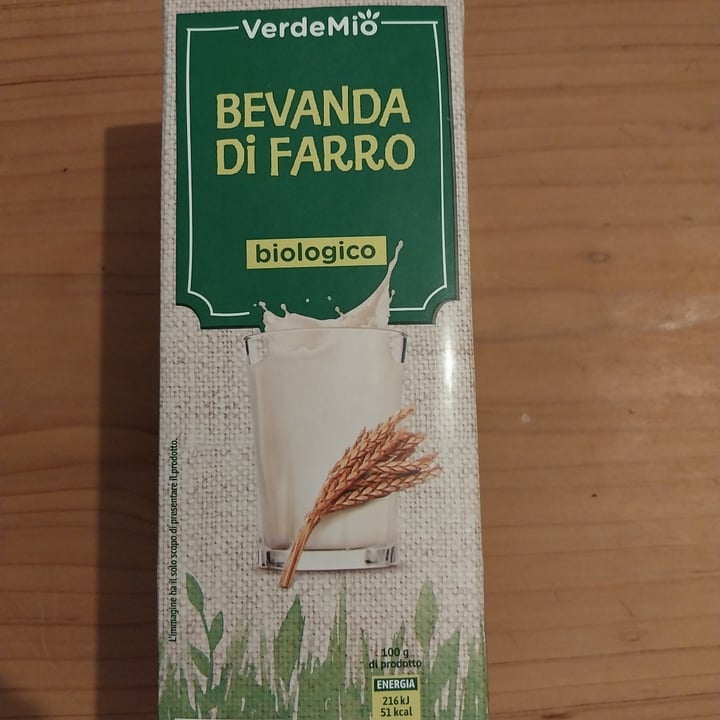 VerdeMio
BEVANDA
Di FARRO
biologico
L'immagine ha il solo scopo di presentare il prodotto.
100 g
di prodotto
ENERGIA
216 kJ
51 kcal